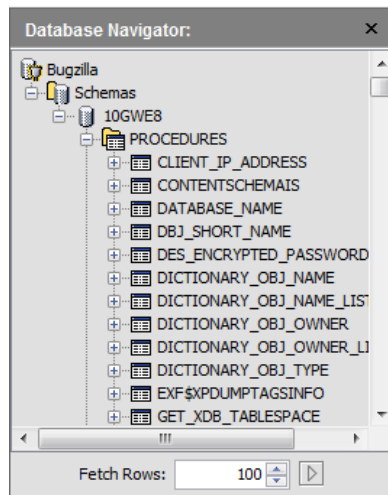 Database Navigator:
Bugzilla
Schemas
10GWE8
PROCEDURES
CLIENT_IP_ADDRESS
CONTENTSCHEMAIS
DATABASE_NAME
DBJ_SHORT_NAME
DES_ENCRYPTED_PASSWORD
DICTIONARY_OBJ_NAME
DICTIONARY_OBJ_NAME_LIST
DICTIONARY_OBJ_OWNER
DICTIONARY_OBJ_OWNER_LI
DICTIONARY_OBJ_TYPE
EXF$XPDUMPTAGSINFO
GET_XDB_TABLESPACE
Fetch Rows: 100